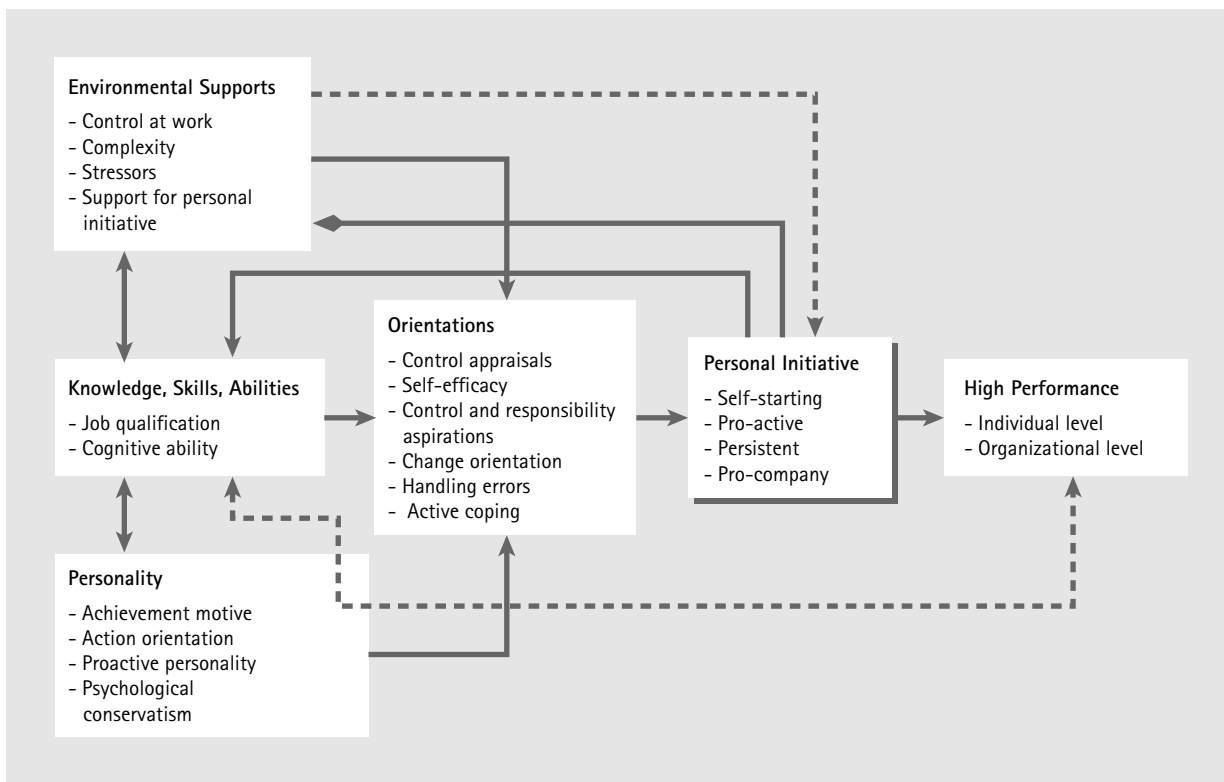 Environmental Supports
- Control at work
- Complexity
- Stressors
- Support for personal
initiative
Knowledge, Skills, Abilities
- Job qualification
- Cognitive ability
Personality
- Achievement motive
- Action orientation
- Proactive personality
- Psychological
conservatism
Orientations
- Control appraisals
- Self-efficacy
- Control and responsibility
aspirations
- Change orientation
- Handling errors
- Active coping
Personal Initiative
- Self-starting
- Pro-active
- Persistent
- Pro-company
High Performance
- Individual level
- Organizational level